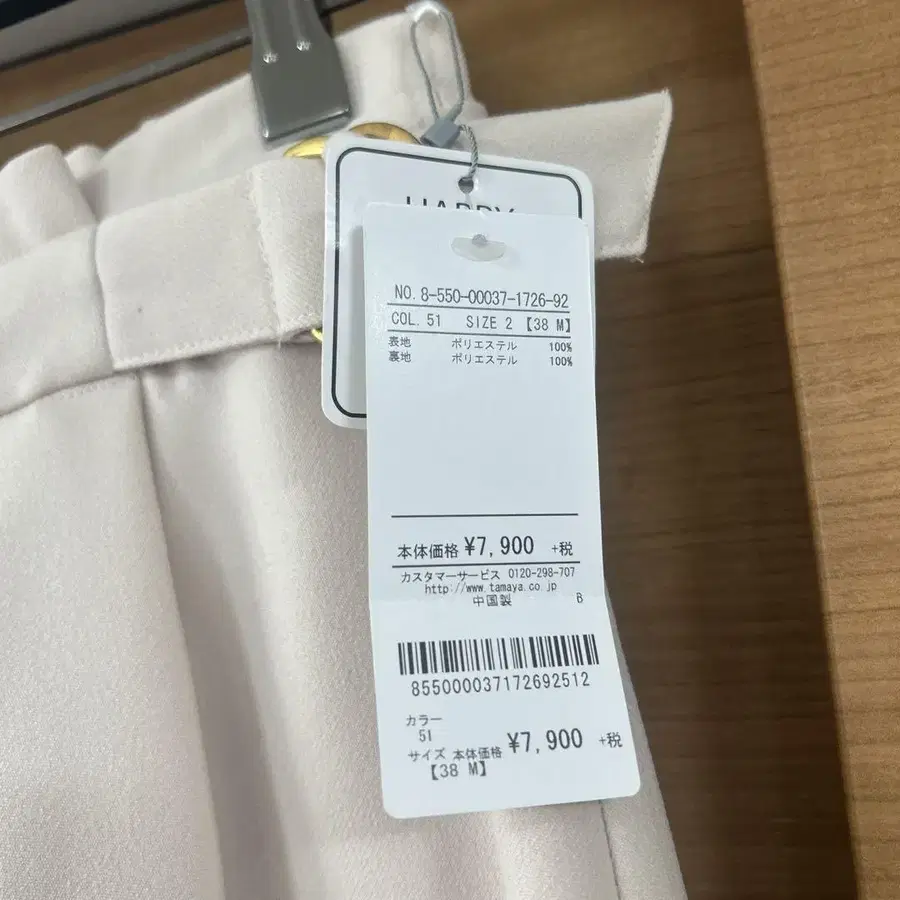 HAPPY
NO. 8-550-00037-1726-92
COL. 51 SIZE 2 【38 M】
表地 ポリエステル 100%
裏地 ポリエステル 100%
本体価格 ¥7,900 +税
カスタマーサービス 0120-298-707
http://www.tamaya.co.jp
中国製 B
855000037172692512
カラー
51
サイズ 本体価格 ¥7,900 +税
【38 M】